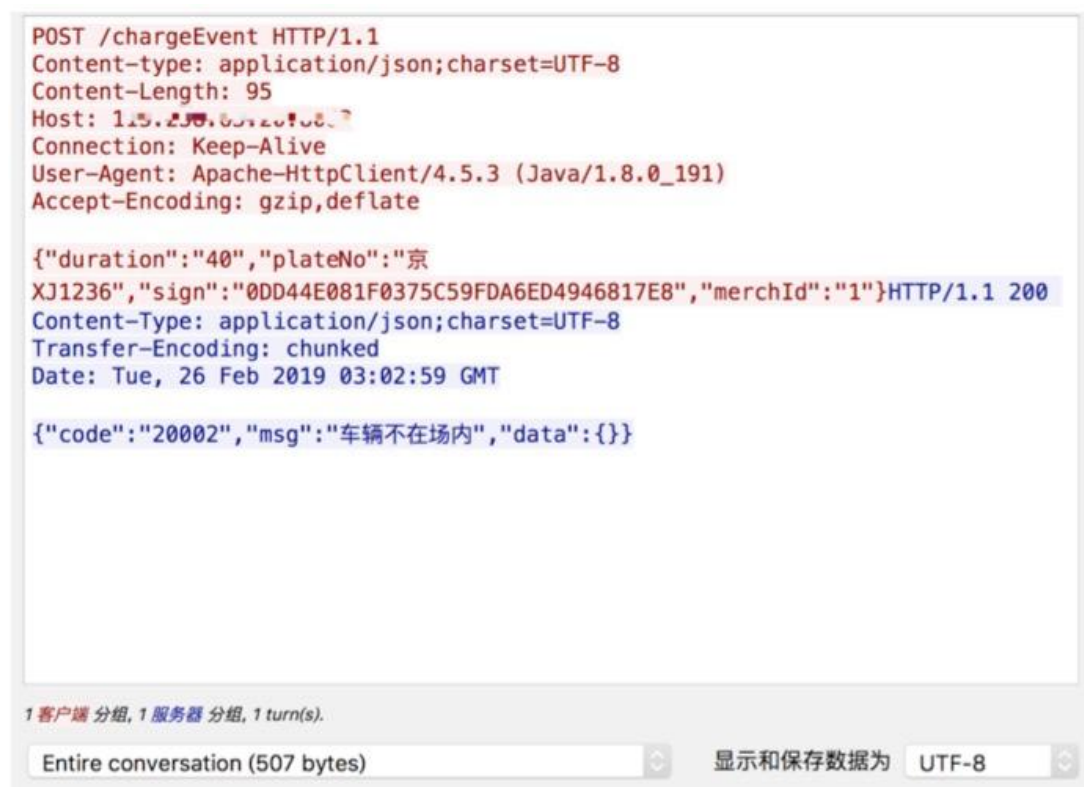 POST /chargeEvent HTTP/1.1
Content-type: application/json;charset=UTF-8
Content-Length: 95
Host:
Connection: Keep-Alive
User-Agent: Apache-HttpClient/4.5.3 (Java/1.8.0_191)
Accept-Encoding: gzip,deflate
{"duration":"40","plateNo":"京
XJ1236","sign":"0DD44E081F0375C59FDA6ED4946817E8","merchId":"1"}HTTP/1.1 200
Content-Type: application/json;charset=UTF-8
Transfer-Encoding: chunked
Date: Tue, 26 Feb 2019 03:02:59 GMT
{"code":"20002","msg":"车辆不在场内","data":{}}
1 客户端 分组, 1 服务器 分组, 1 turn(s).
Entire conversation (507 bytes) 显示和保存数据为 UTF-8